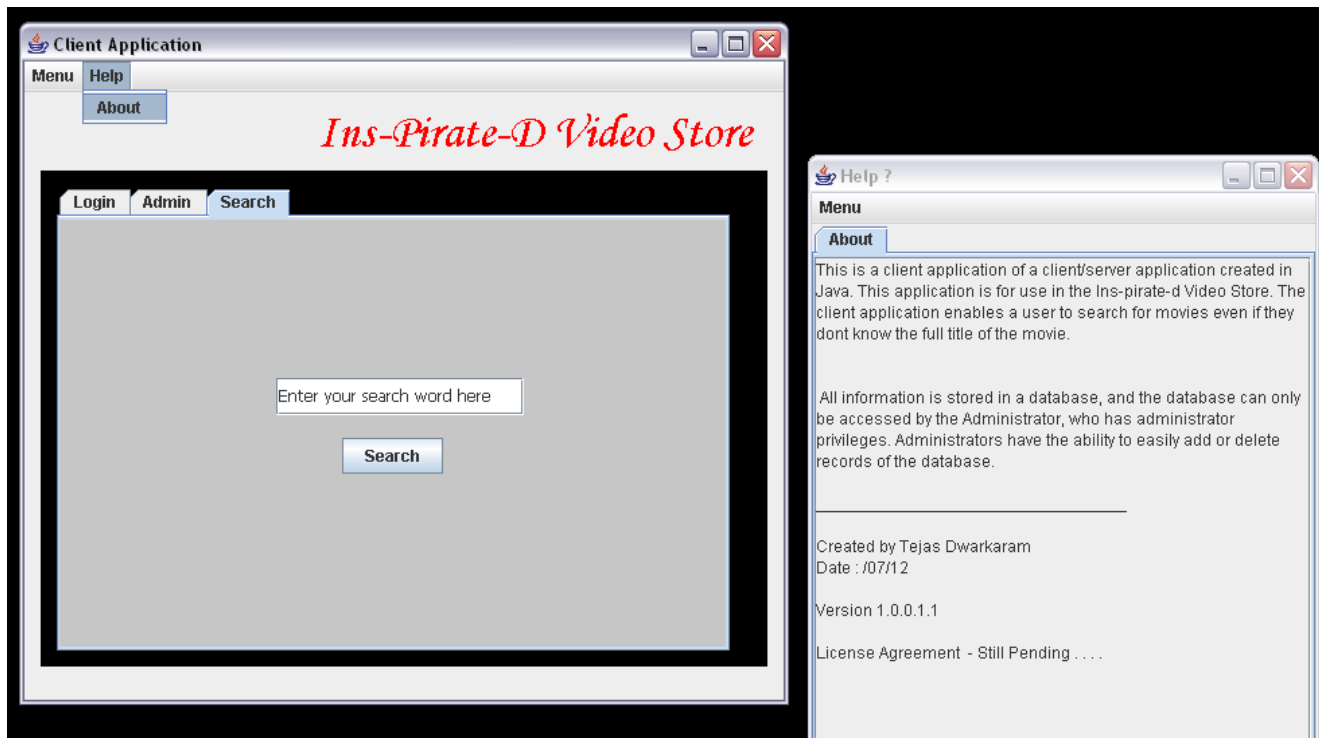 Client Application
Menu Help
About
Ins-Pirate-D Video Store
Login Admin Search
Enter your search word here
Search
Help ?
Menu
About
This is a client application of a client/server application created in
Java. This application is for use in the Ins-pirate-d Video Store. The
client application enables a user to search for movies even if they
dont know the full title of the movie.
All information is stored in a database, and the database can only
be accessed by the Administrator, who has administrator
privileges. Administrators have the ability to easily add or delete
records of the database.
Created by Tejas Dwarkaram
Date : /07/12
Version 1.0.0.1.1
License Agreement - Still Pending . . . .